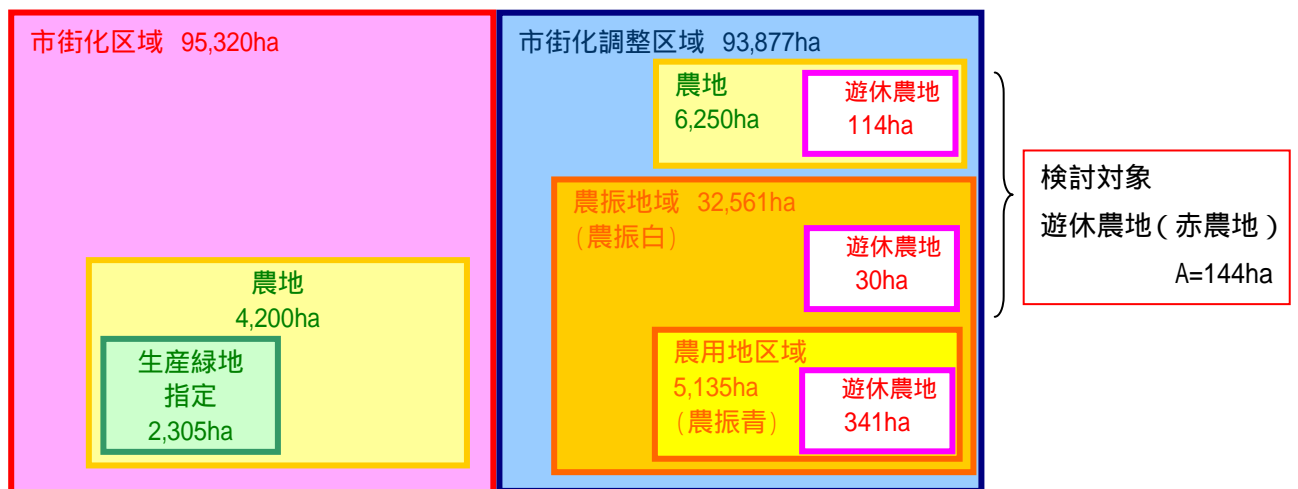 市街化区域 95,320ha
農地
4,200ha
生産緑地
指定
2,305ha
市街化調整区域 93,877ha
農地
6,250ha
遊休農地
114ha
農振地域 32,561ha
(農振白)
遊休農地
30ha
農用地区域
5,135ha
(農振青)
遊休農地
341ha
検討対象
遊休農地(赤農地)
A=144ha